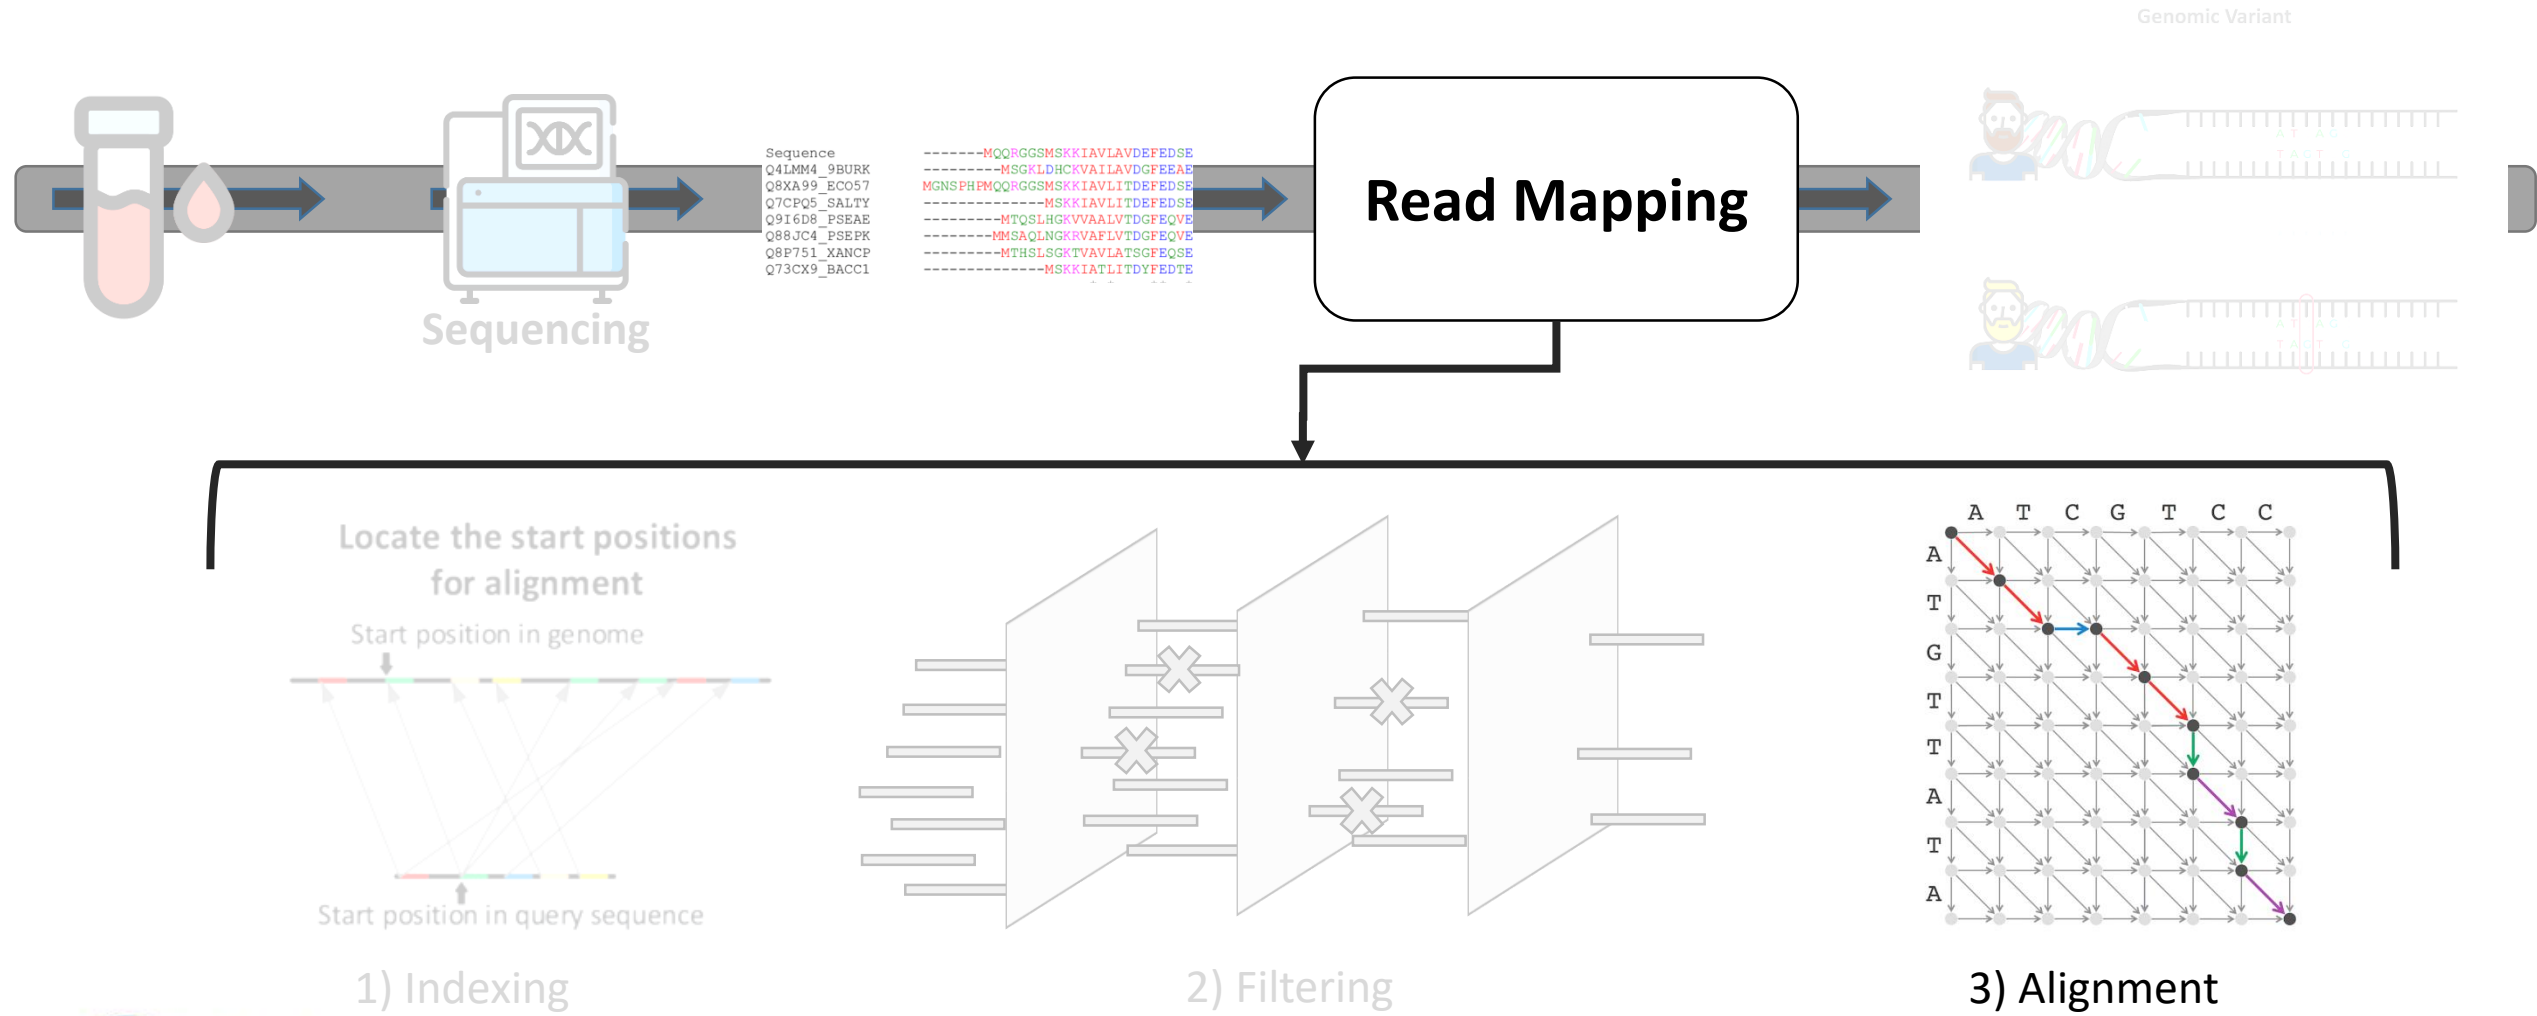 Genomic Variant
Sequence -------MQQRGGSMSKKIAVLAVDEFEDSE
Q4LMM4_9BURK ---------MSGKLDHCKVAILAVDGFEEAE
Q8XA99_ECO57 MGNSPHPMQQRGGSMSKKIAVLITDEFEDSE
Q7CPQ5_SALTY --------------MSKKIAVLITDEFEDSE
Q9I6D8_PSEAE ---------MTQSLHGKVVAALVTDGFEQVE
Q88JC4_PSEPK --------MMSAQLNGKRVAFLVTDGFEQVE
Q8P751_XANCP ---------MTHSLSGKTVAVLATSGFEQSE
Q73CX9_BACC1 --------------MSKKIATLITDYFEDTE
Read Mapping
Sequencing
A T A G
T A C T G
A T A G
T A C T G
Locate the start positions
for alignment
Start position in genome
Start position in query sequence
1) Indexing
2) Filtering
A T C G T C C
A
T
G
T
T
A
T
A
3) Alignment